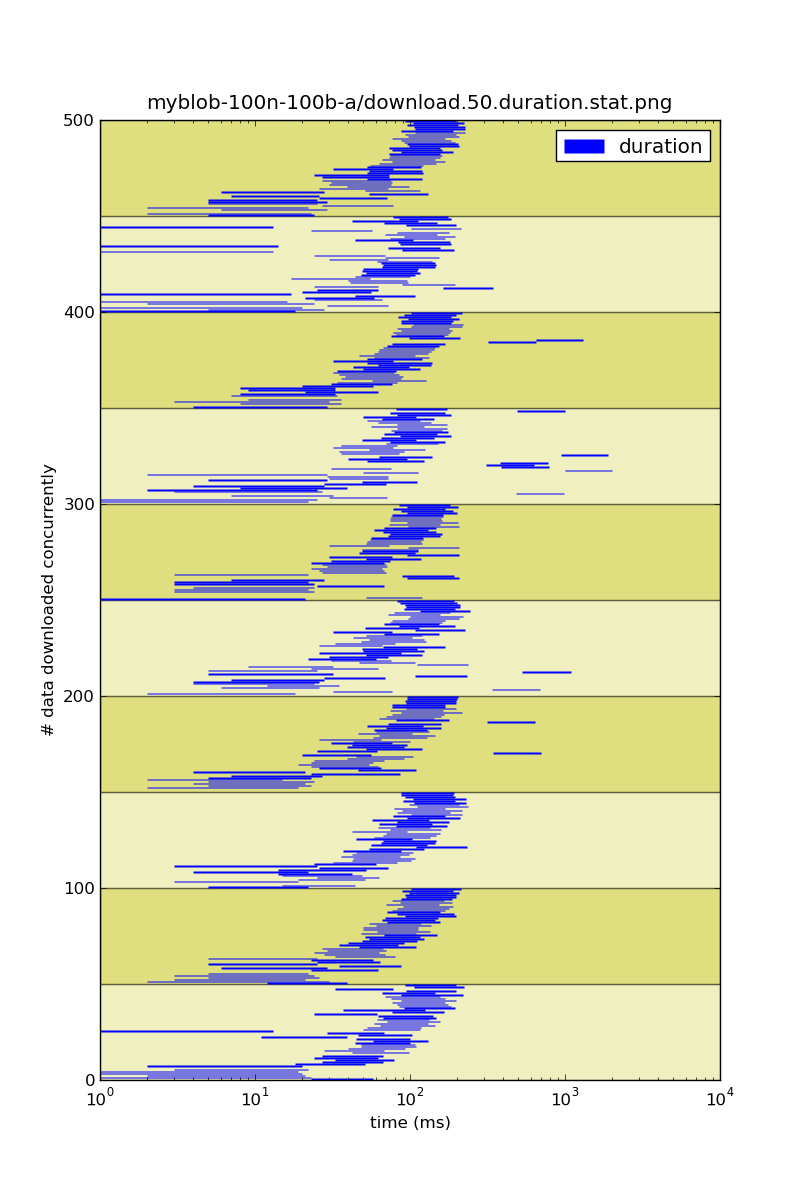 myblob-100n-100b-a/download.50.duration.stat.png
duration
500
400
300
200
100
0
# data downloaded concurrently
10^0 10^1 10^2 10^3 10^4
time (ms)